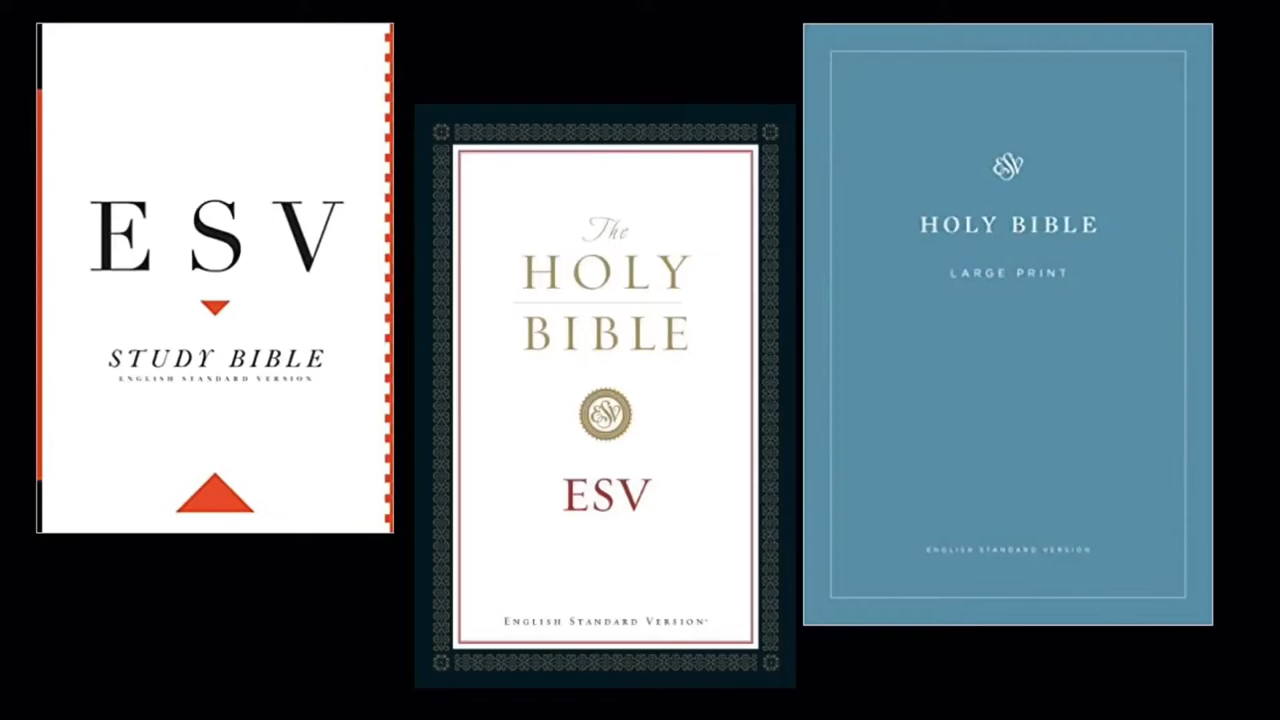 E S V
STUDY BIBLE
ENGLISH STANDARD VERSION
The
HOLY
BIBLE
ESV
ESV
ENGLISH STANDARD VERSION
ESV
HOLY BIBLE
LARGE PRINT
ENGLISH STANDARD VERSION